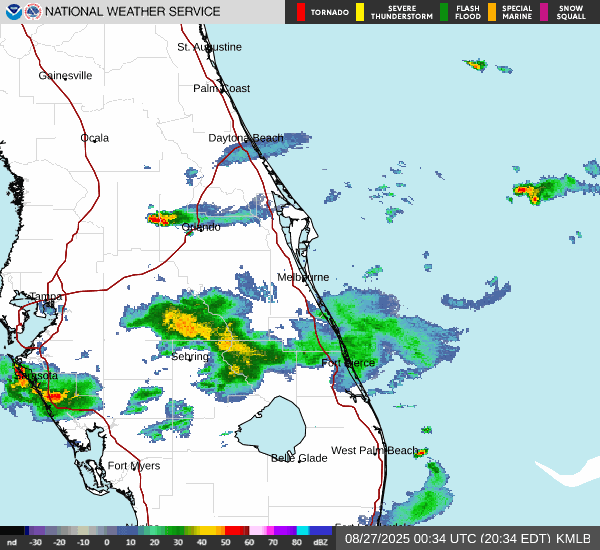 NATIONAL WEATHER SERVICE
TORNADO
SEVERE THUNDERSTORM
FLASH FLOOD
SPECIAL MARINE
SNOW SQUALL
St. Augustine
Gainesville
Palm Coast
Ocala
Daytona Beach
Orlando
Melbourne
Tampa
Sebring
Fort Pierce
Sarasota
West Palm Beach
Belle Glade
Fort Myers
nd -30 -20 -10 0 10 20 30 40 50 60 70 80 dBZ
08/27/2025 00:34 UTC (20:34 EDT) KMLB